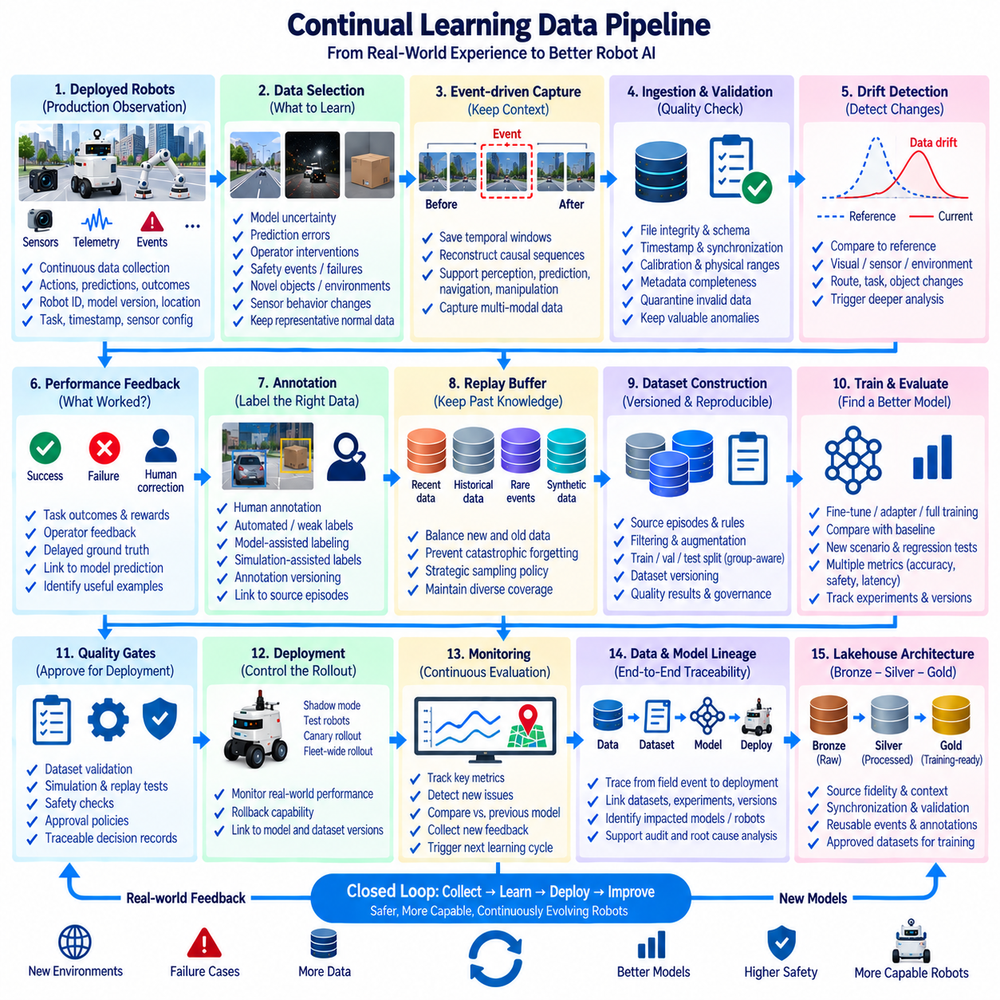 Continual Learning Data Pipeline
From Real-World Experience to Better Robot AI
1. Deployed Robots
(Production Observation)
Sensors
Telemetry
Events
...
Continuous data collection
Actions, predictions, outcomes
Robot ID, model version, location
Task, timestamp, sensor config
2. Data Selection
(What to Learn)
Model uncertainty
Prediction errors
Operator interventions
Safety events / failures
Novel objects / environments
Sensor behavior changes
Keep representative normal data
3. Event-driven Capture
(Keep Context)
Event
Before
After
Save temporal windows
Reconstruct causal sequences
Support perception, prediction,
navigation, manipulation
Capture multi-modal data
4. Ingestion & Validation
(Quality Check)
File integrity & schema
Timestamp & synchronization
Calibration & physical ranges
Metadata completeness
Quarantine invalid data
Keep valuable anomalies
5. Drift Detection
(Detect Changes)
Data drift
Reference
Current
Compare to reference
Visual / sensor / environment
Route, task, object changes
Trigger deeper analysis
6. Performance Feedback
(What Worked?)
Success
Failure
Human
correction
Task outcomes & rewards
Operator feedback
Delayed ground truth
Link to model prediction
Identify useful examples
7. Annotation
(Label the Right Data)
Human annotation
Automated / weak labels
Model-assisted labeling
Simulation-assisted labels
Annotation versioning
Link to source episodes
8. Replay Buffer
(Keep Past Knowledge)
Recent
data
Historical
data
Rare
events
Synthetic
data
Balance new and old data
Prevent catastrophic forgetting
Strategic sampling policy
Maintain diverse coverage
9. Dataset Construction
(Versioned & Reproducible)
Source episodes & rules
Filtering & augmentation
Train / val / test split (group-aware)
Dataset versioning
Quality results & governance
10. Train & Evaluate
(Find a Better Model)
Fine-tune / adapter / full training
Compare with baseline
New scenario & regression tests
Multiple metrics (accuracy,
safety, latency)
Track experiments & versions
11. Quality Gates
(Approve for Deployment)
Dataset validation
Simulation & replay tests
Safety checks
Approval policies
Traceable decision records
12. Deployment
(Control the Rollout)
Shadow mode
Test robots
Canary rollout
Fleet-wide rollout
Monitor real-world performance
Rollback capability
Link to model and dataset versions
13. Monitoring
(Continuous Evaluation)
Track key metrics
Detect new issues
Compare vs. previous model
Collect new feedback
Trigger next learning cycle
14. Data & Model Lineage
(End-to-End Traceability)
Data
Dataset
Model
Deploy
Trace from field event to deployment
Link datasets, experiments, versions
Identify impacted models / robots
Support audit and root cause analysis
15. Lakehouse Architecture
(Bronze – Silver – Gold)
Bronze
(Raw)
Silver
(Processed)
Gold
(Training-ready)
Source fidelity & context
Synchronization & validation
Reusable events & annotations
Approved datasets for training
Real-world Feedback
Closed Loop: Collect → Learn → Deploy → Improve
Safer, More Capable, Continuously Evolving Robots
New Models
New Environments
Failure Cases
More Data
Better Models
Higher Safety
More Capable Robots